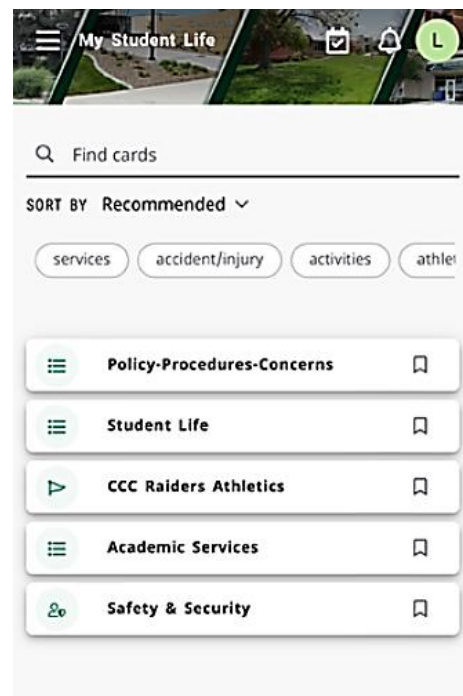 My Student Life
L
Find cards
SORT BY Recommended
services accident/injury activities athlet
Policy-Procedures-Concerns
Student Life
CCC Raiders Athletics
Academic Services
Safety & Security